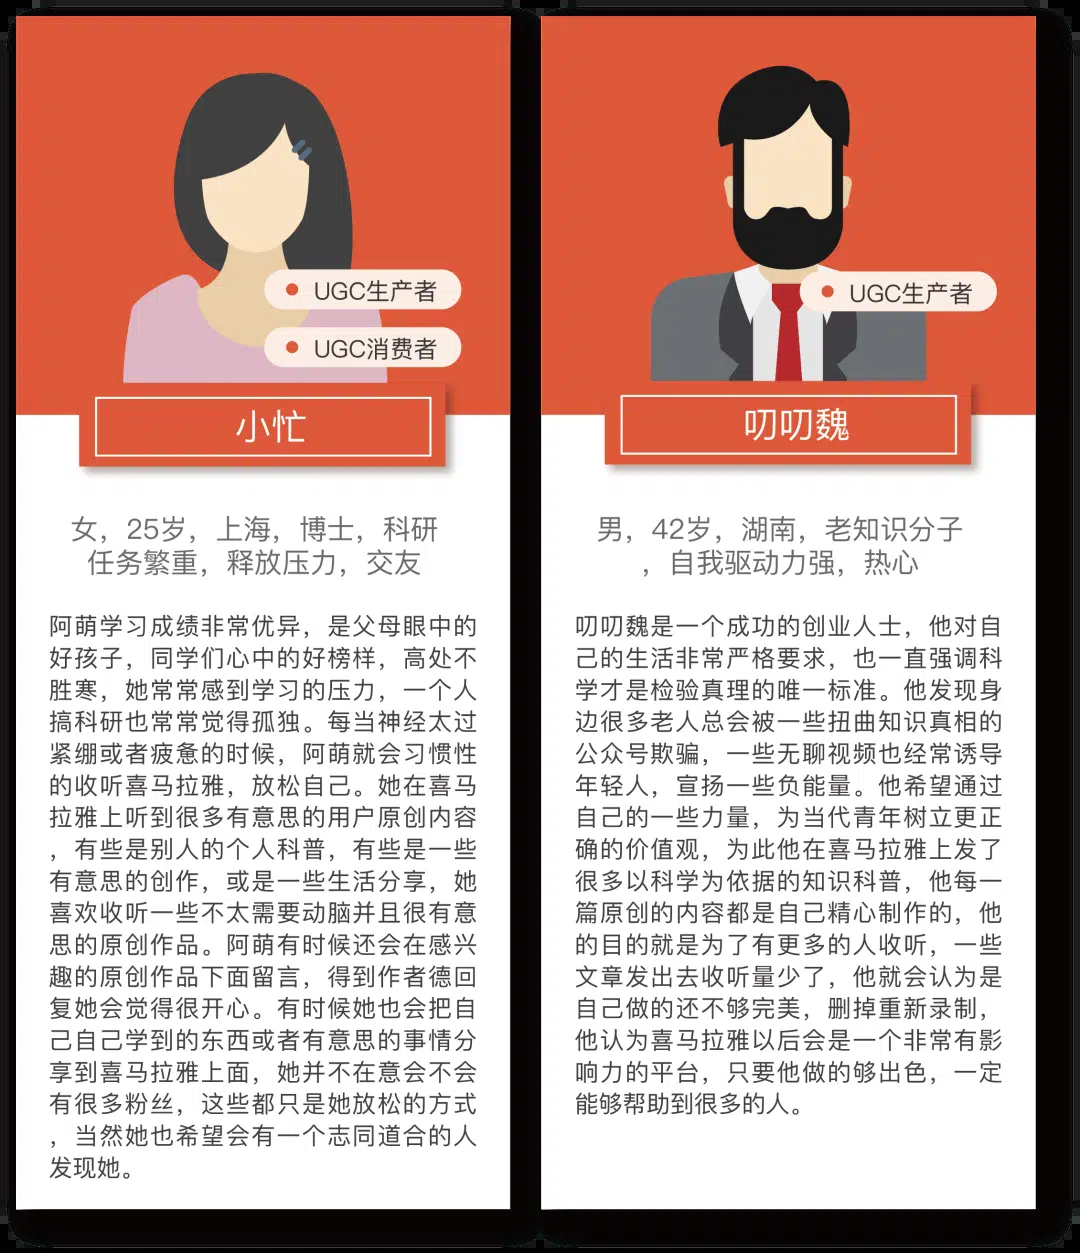 UGC生产者
UGC消费者
小忙
女，25岁，上海，博士，科研
任务繁重，释放压力，交友
阿萌学习成绩非常优异，是父母眼中的
好孩子，同学们心中的好榜样，高处不
胜寒，她常常感到学习的压力，一个人
搞科研也常常觉得孤独。每当神经太过
紧绷或者疲惫的时候，阿萌就会习惯性
的收听喜马拉雅，放松自己。她在喜马
拉雅上听到很多有意思的用户原创内容
，有些是别人的个人科普，有些是一些
有意思的创作，或是一些生活分享，她
喜欢收听一些不太需要动脑并且很有意
思的原创作品。阿萌有时候还会在感兴
趣的原创作品下面留言，得到作者德回
复她会觉得很开心。有时候她也会把自
己自己学到的东西或者有意思的事情分
享到喜马拉雅上面，她并不在意会不会
有很多粉丝，这些都只是她放松的方式
，当然她也希望会有一个志同道合的人
发现她。
UGC生产者
叨叨魏
男，42岁，湖南，老知识分子
，自我驱动力强，热心
叨叨魏是一个成功的创业人士，他对自
己的生活非常严格要求，也一直强调科
学才是检验真理的唯一标准。他发现身
边很多老人总会被一些扭曲知识真相的
公众号欺骗，一些无聊视频也经常诱导
年轻人，宣扬一些负能量。他希望通过
自己的一些力量，为当代青年树立更正
确的价值观，为此他在喜马拉雅上发了
很多以科学为依据的知识科普，他每一
篇原创的内容都是自己精心制作的，他
的目的就是为了有更多的人收听，一些
文章发出去收听量少了，他就会认为是
自己做的还不够完美，删掉重新录制，
他认为喜马拉雅以后会是一个非常有影
响力的平台，只要他做的够出色，一定
能够帮助到很多的人。